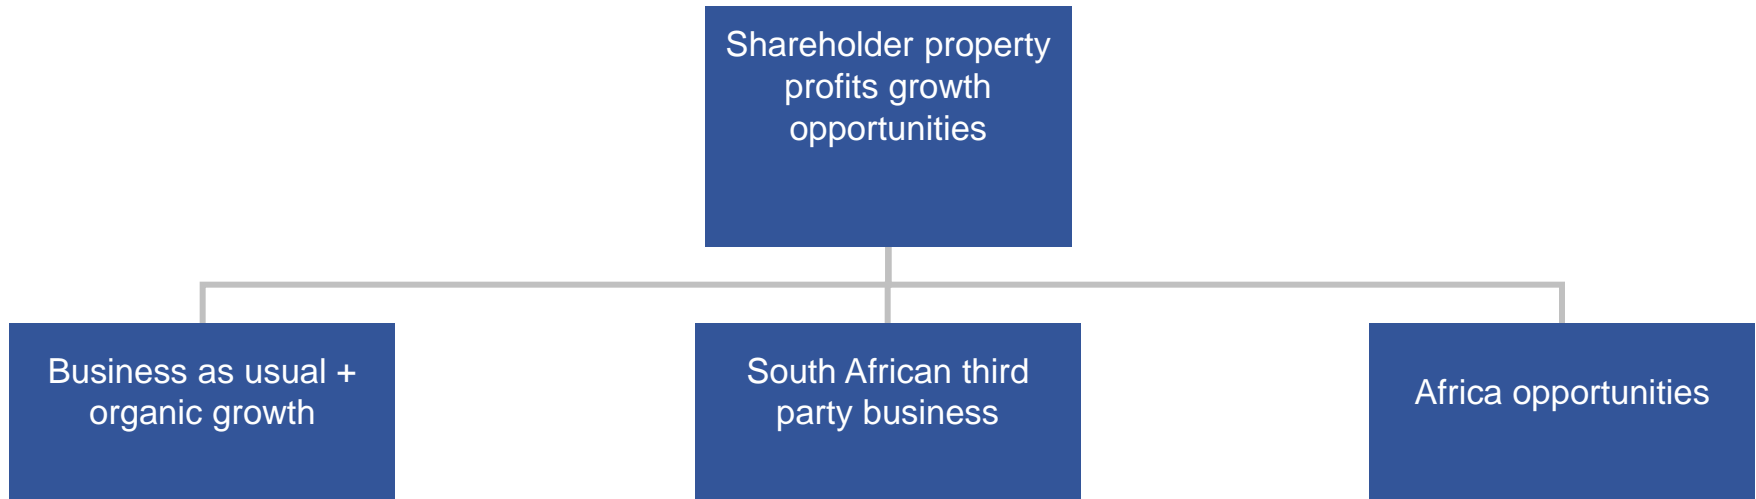 Shareholder property
profits growth
opportunities
Business as usual +
organic growth
South African third
party business
Africa opportunities